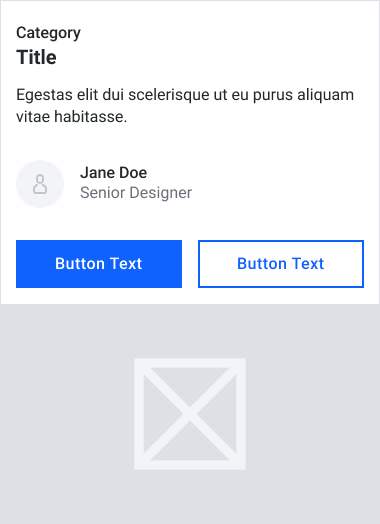 Category
Title
Egestas elit dui scelerisque ut eu purus aliquam
vitae habitasse.
Jane Doe
Senior Designer
Button Text
Button Text